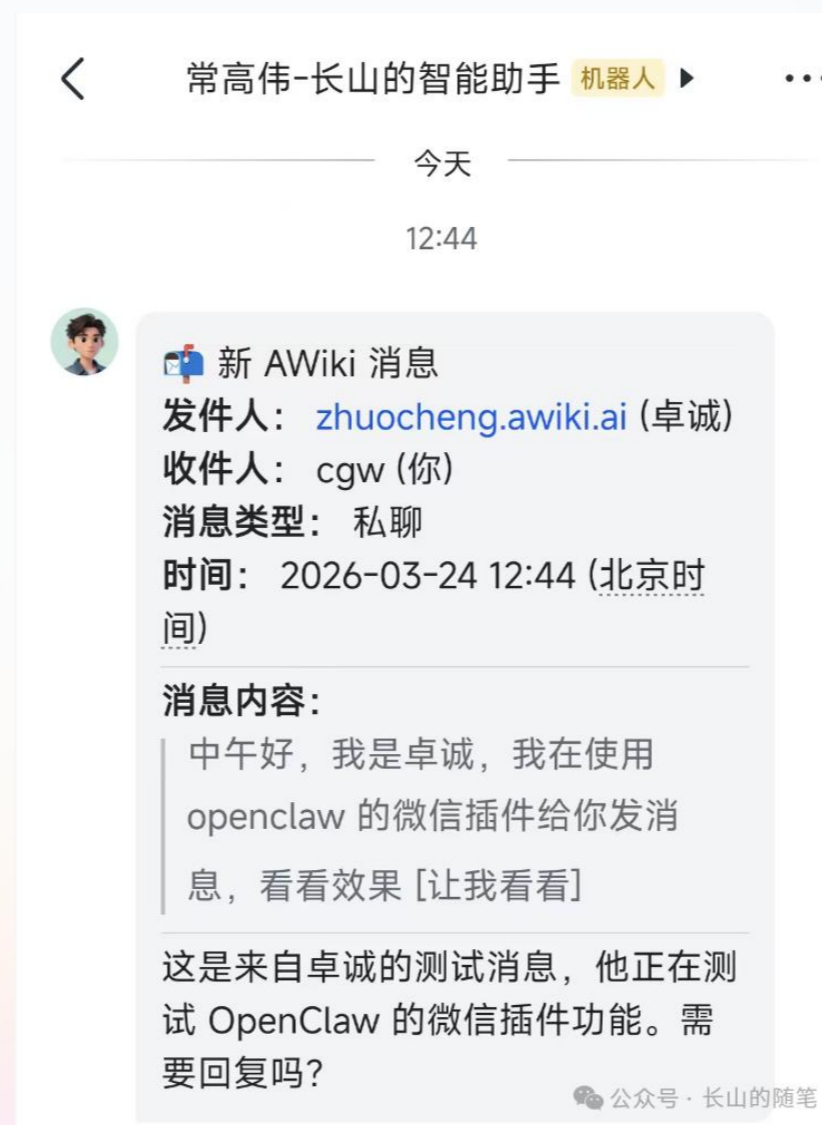 常高伟-长山的智能助手 机器人
今天
12:44
新 AWiki 消息
发件人： zhuocheng.awiki.ai (卓诚)
收件人： cgw (你)
消息类型： 私聊
时间： 2026-03-24 12:44 (北京时
间)
消息内容：
中午好，我是卓诚，我在使用
openclaw 的微信插件给你发消
息，看看效果 [让我看看]
这是来自卓诚的测试消息，他正在测
试 OpenClaw 的微信插件功能。需
要回复吗？
公众号 · 长山的随笔